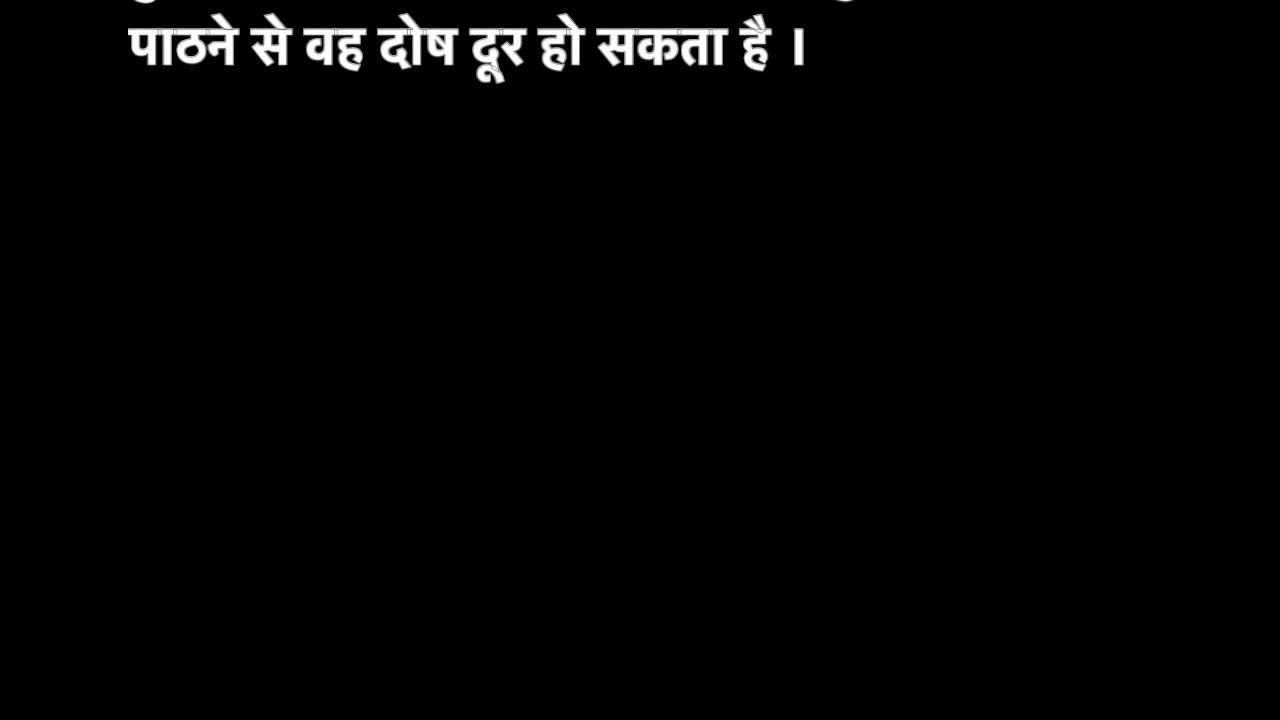 पाठने से वह दोष दूर हो सकता है ।